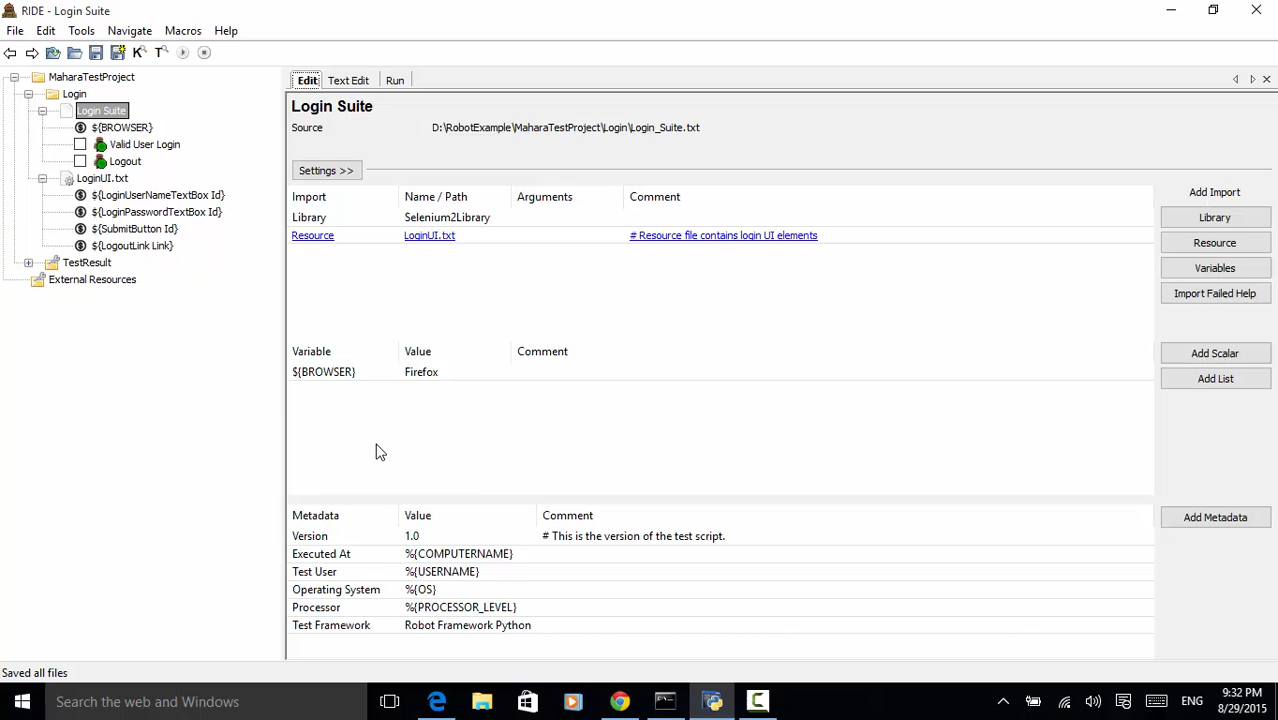 RIDE - Login Suite
File Edit Tools Navigate Macros Help
K T
MaharaTestProject
Login
Login Suite
${BROWSER}
Valid User Login
Logout
LoginUI.txt
${LoginUserNameTextBox Id}
${LoginPasswordTextBox Id}
${SubmitButton Id}
${LogoutLink Link}
TestResult
External Resources
Edit Text Edit Run
Login Suite
Source D:\RobotExample\MaharaTestProject\Login\Login_Suite.txt
Settings >>
Import Name / Path Arguments Comment Add Import
Library Selenium2Library Library
Resource LoginUI.txt # Resource file contains login UI elements Resource
Variables
Import Failed Help
Variable Value Comment Add Scalar
${BROWSER} Firefox Add List
Metadata Value Comment Add Metadata
Version 1.0 # This is the version of the test script.
Executed At %{COMPUTERNAME}
Test User %{USERNAME}
Operating System %{OS}
Processor %{PROCESSOR_LEVEL}
Test Framework Robot Framework Python
Saved all files
Search the web and Windows
ENG
9:32 PM
8/29/2015